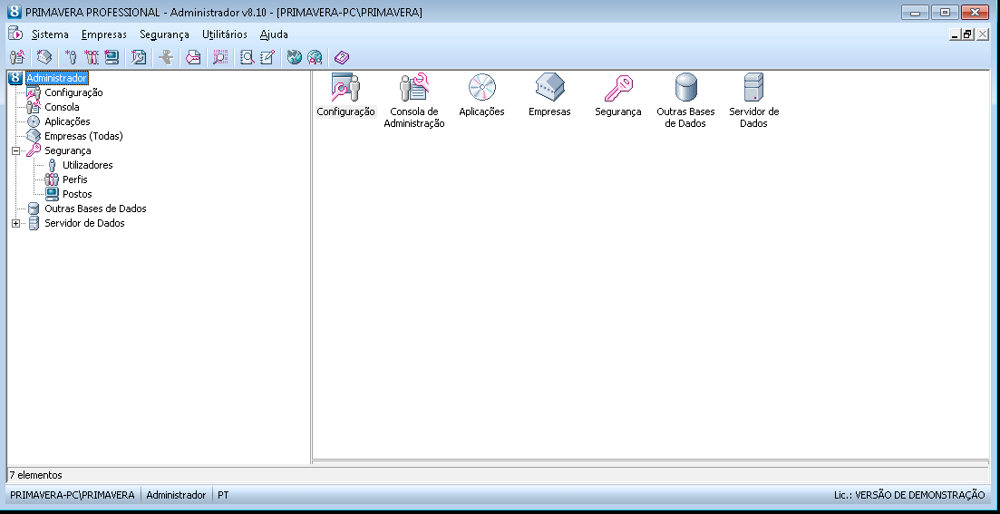 8 PRIMAVERA PROFESSIONAL - Administrador v8.10 - [PRIMAVERA-PC\PRIMAVERA]
Sistema Empresas Segurança Utilitários Ajuda
8 Administrador
Configuração
Consola
Aplicações
Empresas (Todas)
Segurança
Utilizadores
Perfis
Postos
Outras Bases de Dados
Servidor de Dados
Configuração Consola de Aplicações Empresas Segurança Outras Bases Servidor de
Administração de Dados Dados
7 elementos
PRIMAVERA-PC\PRIMAVERA Administrador PT Lic.: VERSÃO DE DEMONSTRAÇÃO